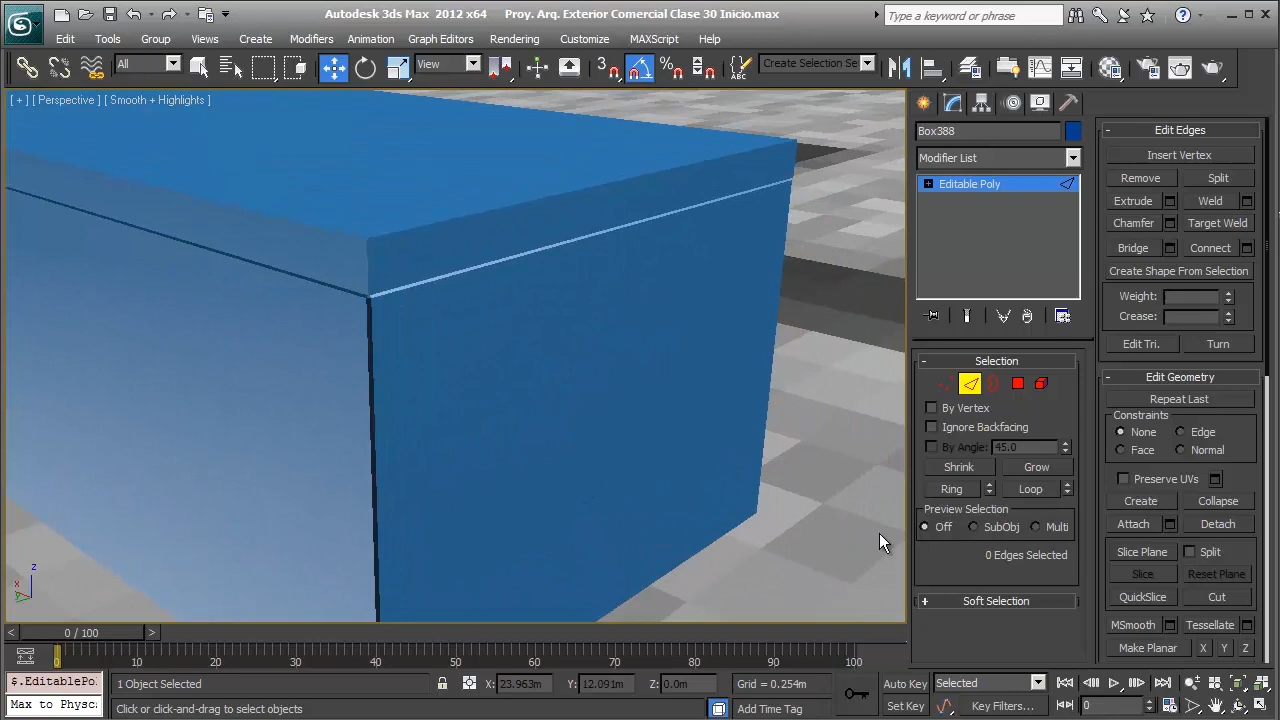 Autodesk 3ds Max 2012 x64 Proy. Arq. Exterior Comercial Clase 30 Inicio.max
Type a keyword or phrase
Edit Tools Group Views Create Modifiers Animation Graph Editors Rendering Customize MAXScript Help
All View 3 Create Selection Se
[ + ] [ Perspective ] [ Smooth + Highlights ]
Box388
Modifier List
Editable Poly
Selection
By Vertex
Ignore Backfacing
By Angle: 45.0
Shrink Grow
Ring Loop
Preview Selection
Off SubObj Multi
0 Edges Selected
Soft Selection
Edit Edges
Insert Vertex
Remove Split
Extrude Weld
Chamfer Target Weld
Bridge Connect
Create Shape From Selection
Weight:
Crease:
Edit Tri. Turn
Edit Geometry
Repeat Last
Constraints
None Edge
Face Normal
Preserve UVs
Create Collapse
Attach Detach
Slice Plane Split
Slice Reset Plane
QuickSlice Cut
MSmooth Tessellate
Make Planar X Y Z
z
x
y
< 0 / 100 >
0 10 20 30 40 50 60 70 80 90 100
$.EditablePo
1 Object Selected X: 23.963m Y: 12.091m Z: 0.0m Grid = 0.254m
Auto Key Selected
Max to Physc:
Click or click-and-drag to select objects
Add Time Tag
Set Key Key Filters... 0